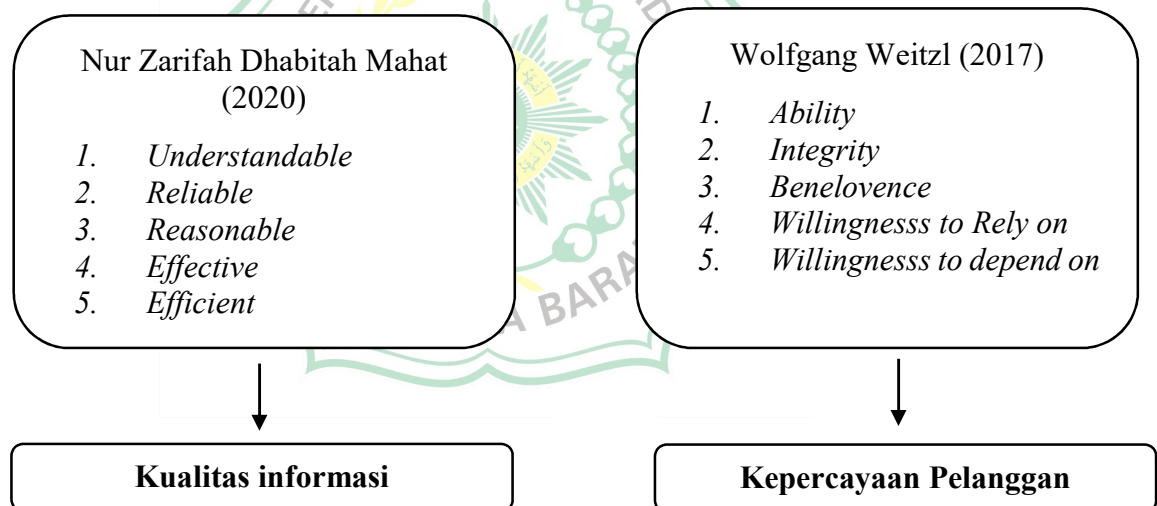 Nur Zarifah Dhabitah Mahat
(2020)
1. Understandable
2. Reliable
3. Reasonable
4. Effective
5. Efficient
Wolfgang Weitzl (2017)
1. Ability
2. Integrity
3. Benelovence
4. Willingnesss to Rely on
5. Willingnesss to depend on
Kualitas informasi
Kepercayaan Pelanggan